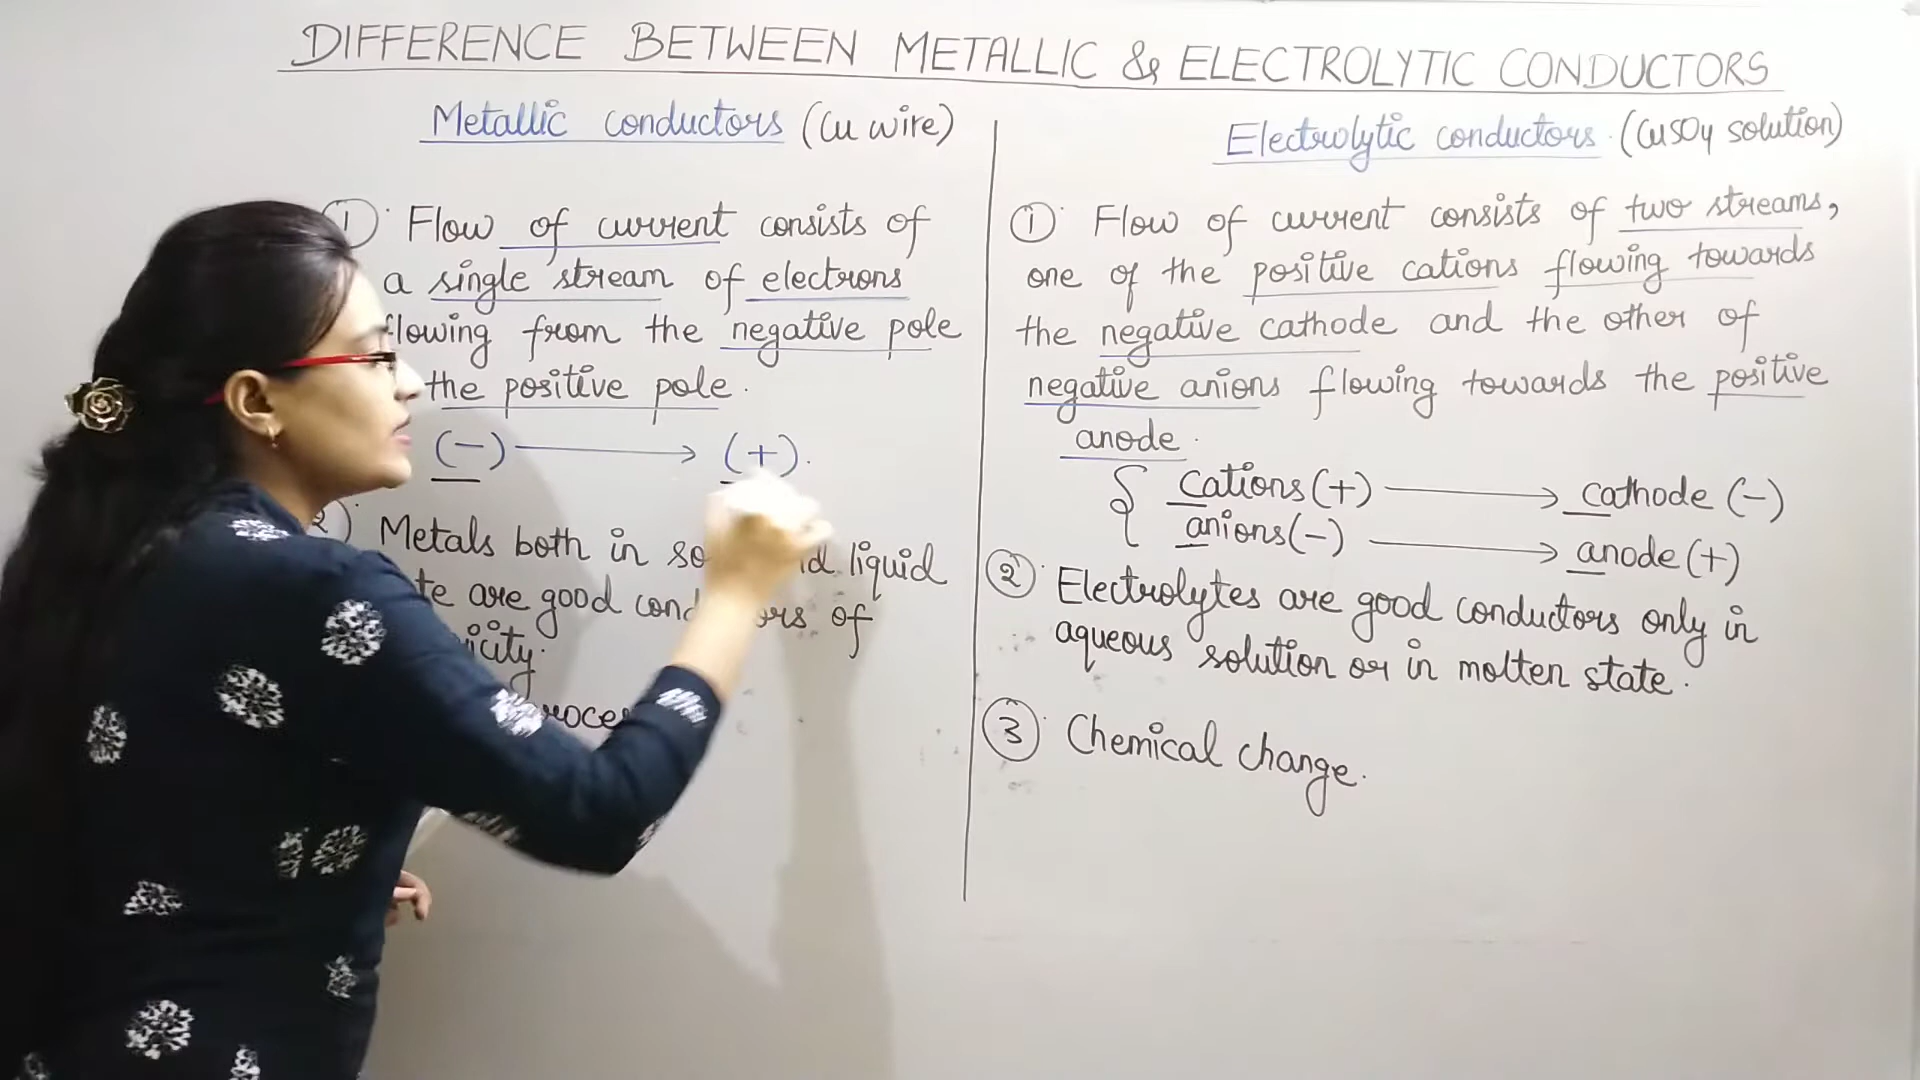 DIFFERENCE BETWEEN METALLIC & ELECTROLYTIC CONDUCTORS
Metallic conductors (Cu wire)
① Flow of current consists of
a single stream of electrons
flowing from the negative pole
the positive pole.
(-) → (+).
2 Metals both in liquid
are good of
Electrolytic conductors. (CuSO4 solution)
① Flow of current consists of two streams,
one of the positive cations flowing towards
the negative cathode and the other of
negative anions flowing towards the positive
anode.
{ cations (+) → cathode (-)
anions (-) → anode (+)
② Electrolytes are good conductors only in
aqueous solution or in molten state.
③ Chemical change.